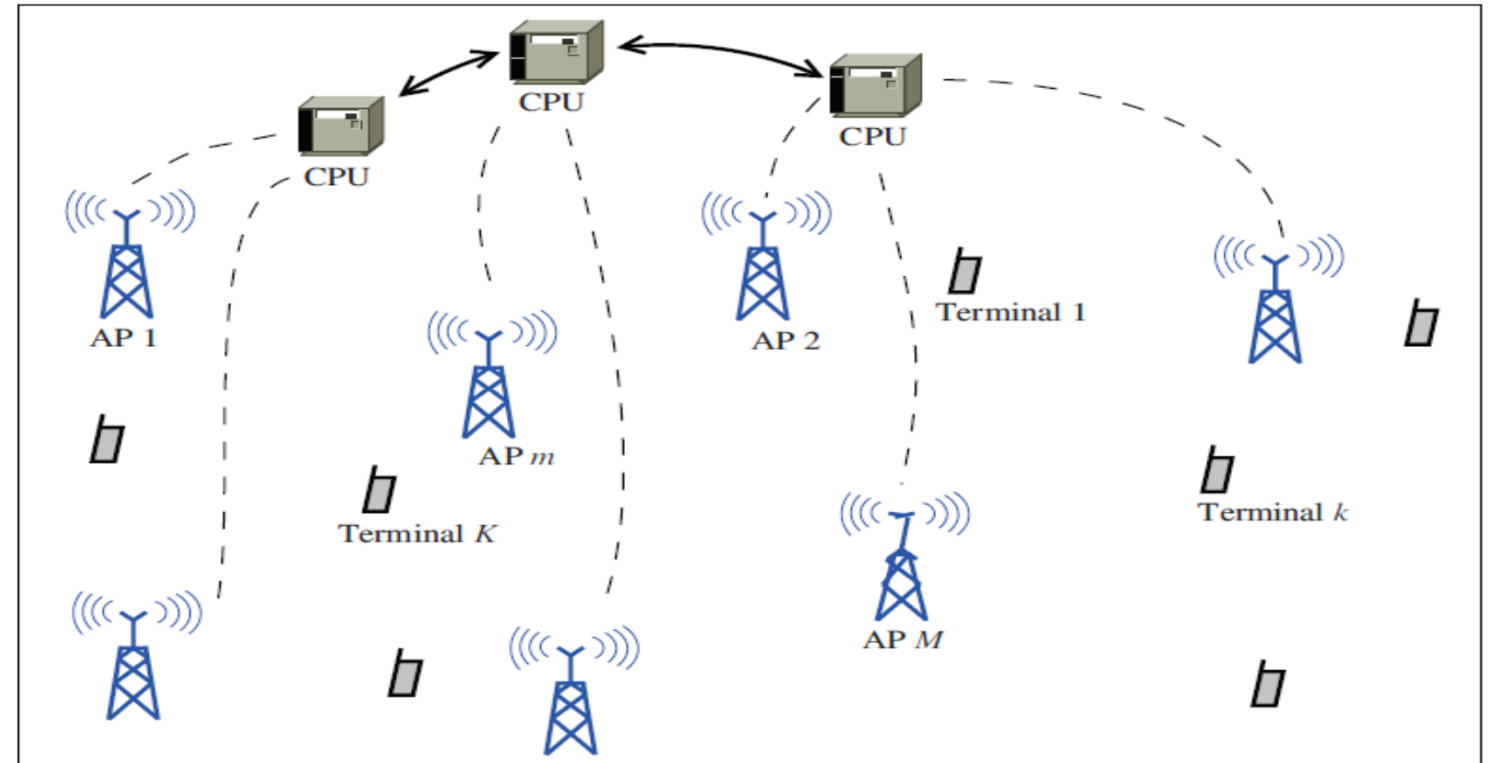 CPU
CPU
CPU
AP 1
AP 2
Terminal 1
AP m
Terminal K
Terminal k
AP M